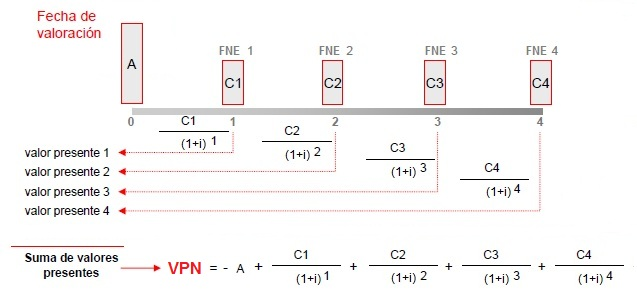 Fecha de
valoración
FNE 1 FNE 2 FNE 3 FNE 4
A C1 C2 C3 C4
0 1 2 3 4
C1
(1+i) 1
C2
(1+i) 2
C3
(1+i) 3
C4
(1+i) 4
valor presente 1
valor presente 2
valor presente 3
valor presente 4
Suma de valores
presentes
VPN = - A + C1 + C2 + C3 + C4
(1+i) 1 (1+i) 2 (1+i) 3 (1+i) 4